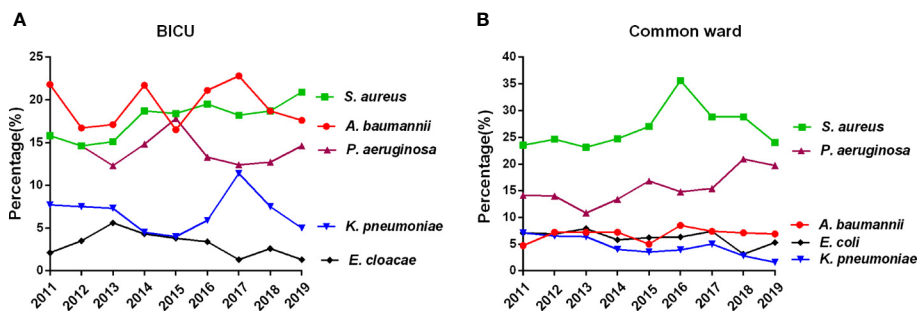 A
BICU
Percentage(%)
25
20
15
10
5
0
2011
2012
2013
2014
2015
2016
2017
2018
2019
S. aureus
A. baumannii
P. aeruginosa
K. pneumoniae
E. cloacae
B
Common ward
Percentage(%)
40
35
30
25
20
15
10
5
0
2011
2012
2013
2014
2015
2016
2017
2018
2019
S. aureus
P. aeruginosa
A. baumannii
E. coli
K. pneumoniae